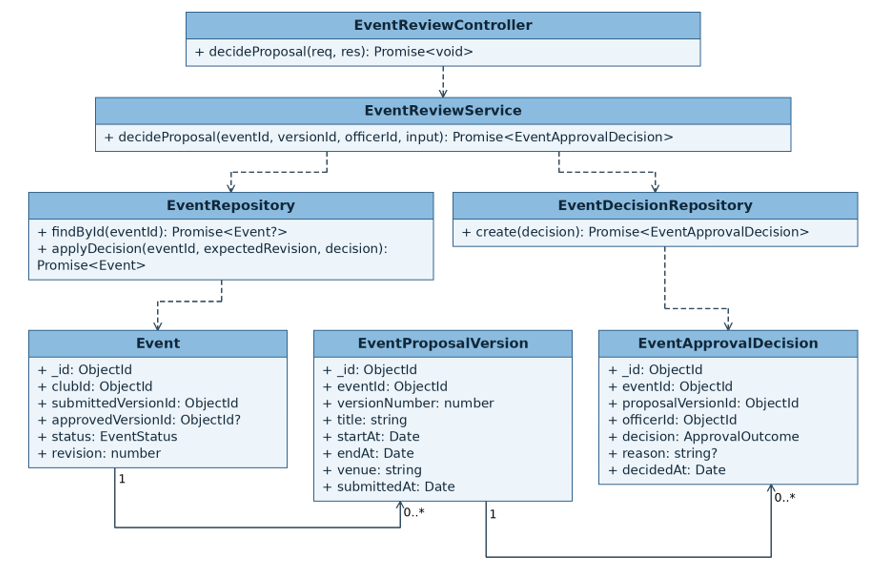 EventReviewController
+ decideProposal(req, res): Promise<void>
EventReviewService
+ decideProposal(eventId, versionId, officerId, input): Promise<EventApprovalDecision>
EventRepository
+ findById(eventId): Promise<Event?>
+ applyDecision(eventId, expectedRevision, decision):
Promise<Event>
EventDecisionRepository
+ create(decision): Promise<EventApprovalDecision>
Event
+ _id: ObjectId
+ clubId: ObjectId
+ submittedVersionId: ObjectId
+ approvedVersionId: ObjectId?
+ status: EventStatus
+ revision: number
1
EventProposalVersion
+ _id: ObjectId
+ eventId: ObjectId
+ versionNumber: number
+ title: string
+ startAt: Date
+ endAt: Date
+ venue: string
+ submittedAt: Date
0..*
1
EventApprovalDecision
+ _id: ObjectId
+ eventId: ObjectId
+ proposalVersionId: ObjectId
+ officerId: ObjectId
+ decision: ApprovalOutcome
+ reason: string?
+ decidedAt: Date
0..*